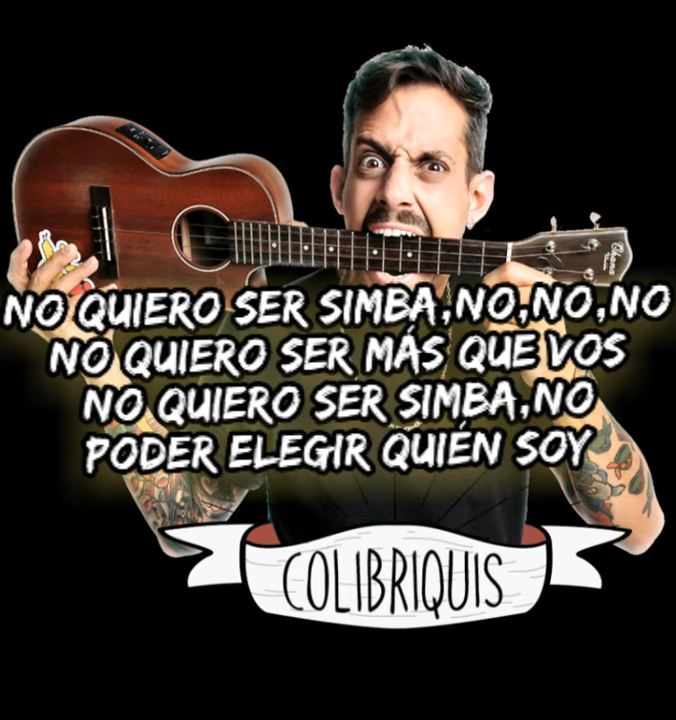 NO QUIERO SER SIMBA,NO,NO,NO
NO QUIERO SER MÁS QUE VOS
NO QUIERO SER SIMBA,NO
PODER ELEGIR QUIÉN SOY
COLIBRIQUIS
Ohana